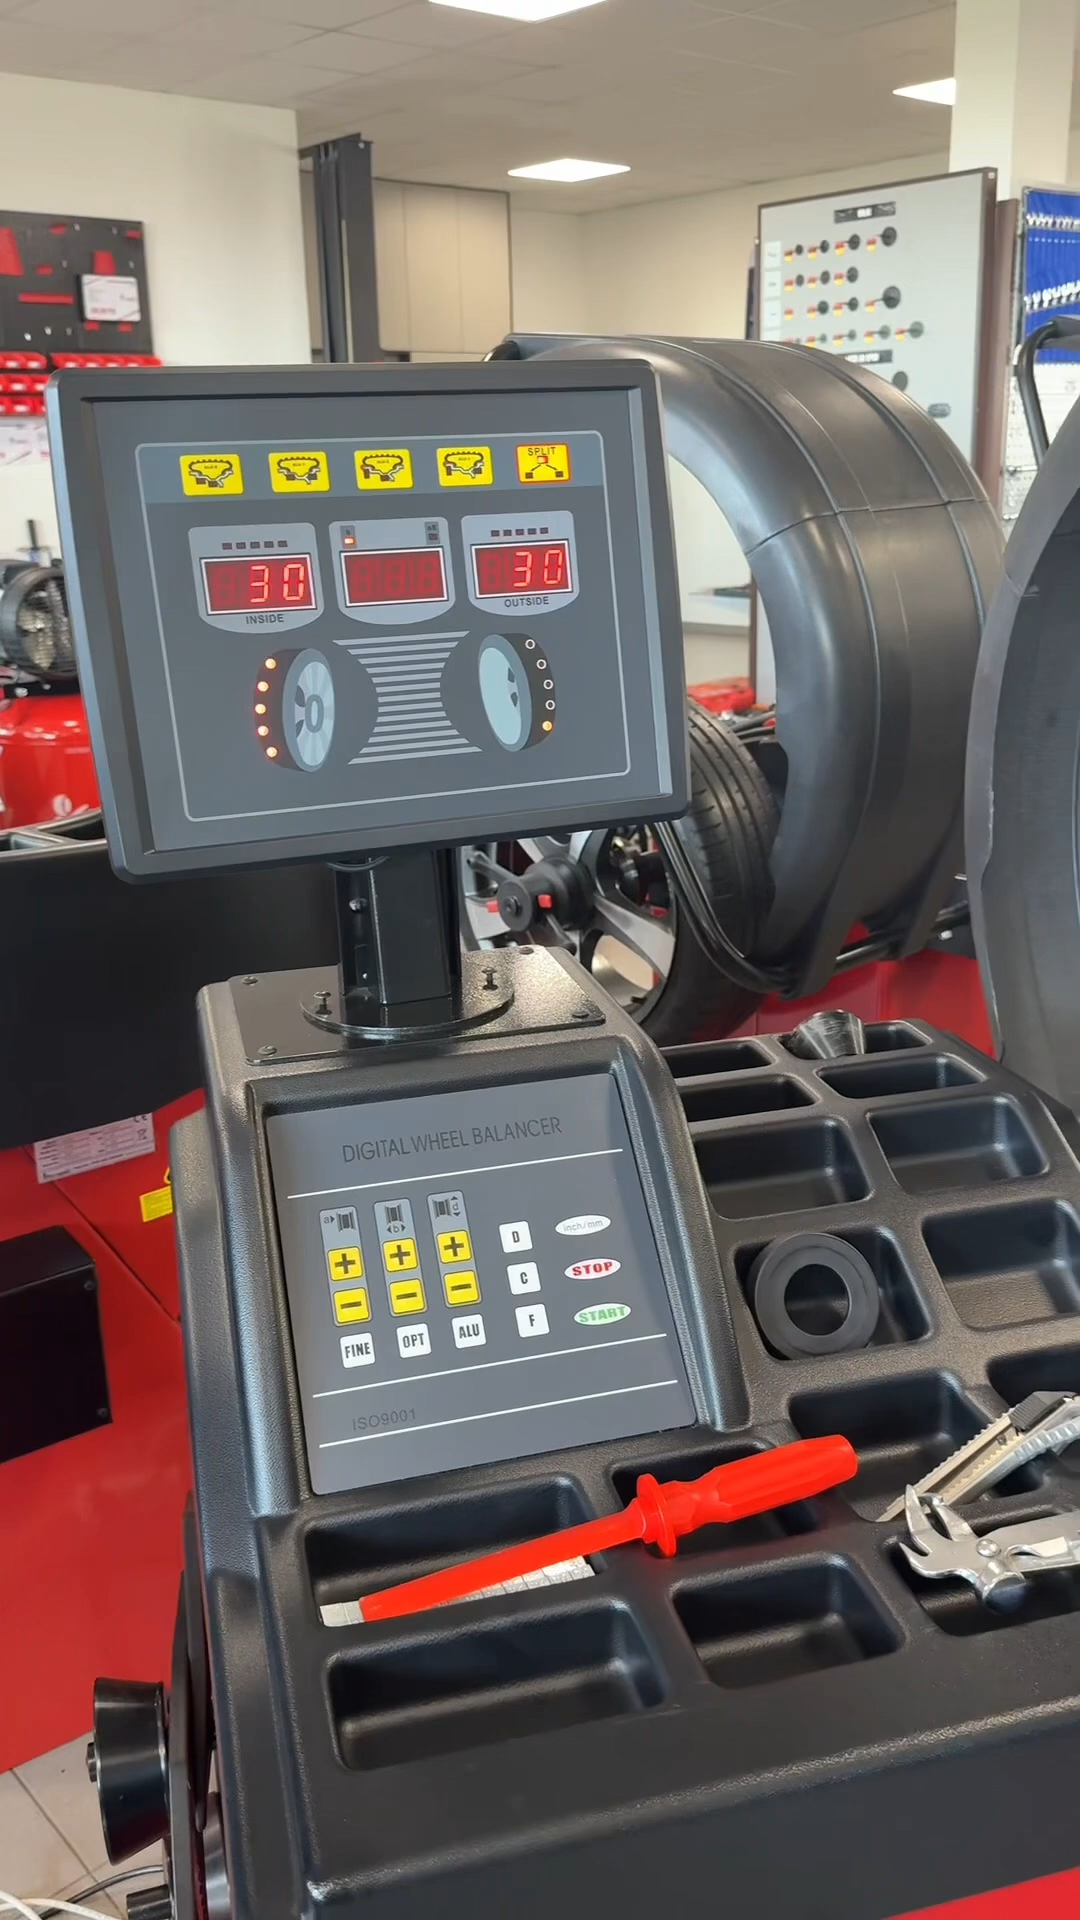 SPLIT
30
30
INSIDE
OUTSIDE
DIGITAL WHEEL BALANCER
a
b
d
D
inch/mm
C
STOP
F
START
FINE
OPT
ALU
ISO9001